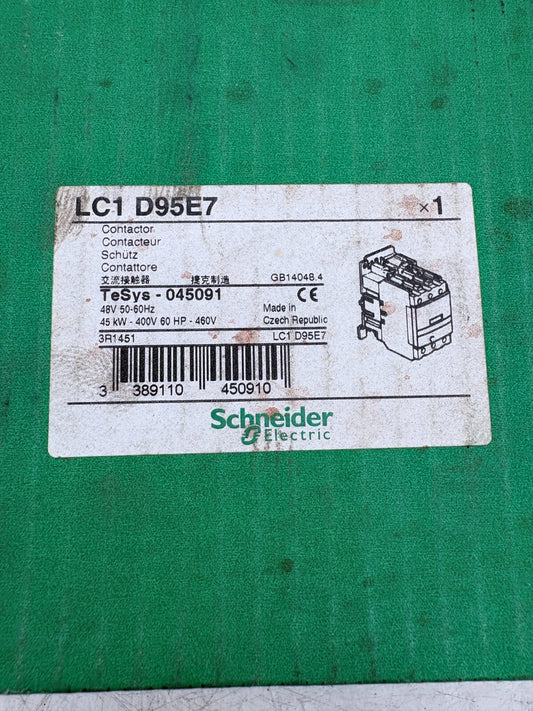 LC1 D95E7 ×1
Contactor
Contacteur
Schütz
Contattore
交流接触器 捷克制造 GB14048.4
TeSys - 045091 CE
48V 50-60Hz Made in
45 kW - 400V 60 HP - 460V Czech Republic
3R1451 LC1 D95E7
3 389110 450910
Schneider
Electric